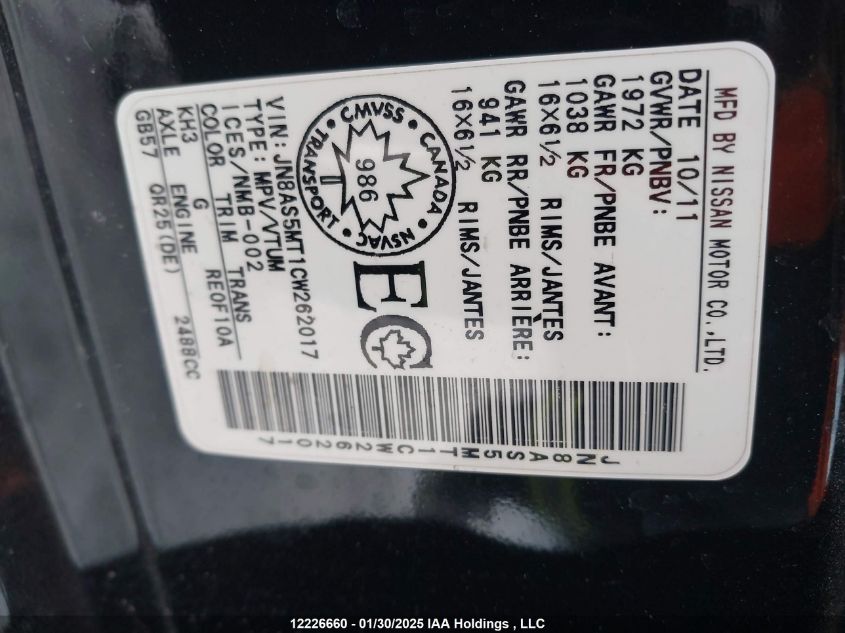 MFD BY NISSAN MOTOR CO.,LTD.
DATE 10/11
GVWR/PNBV:
1972 KG
GAWR FR/PNBE AVANT:
1038 KG
16X6½ RIMS/JANTES
GAWR RR/PNBE ARRIÈRE:
941 KG
16X6½ RIMS/JANTES
CMVSS CANADA NSVAC TRANSPORT
986
EC
VIN:JN8AS5MT1CW262017
TYPE:MPV/VTUM
ICES/NMB-002
COLOR TRIM TRANS
KH3 G RE0F10A
AXLE ENGINE
GB57 QR25(DE) 2488CC
JN8AS5MT1CW262017
12226660 - 01/30/2025 IAA Holdings , LLC